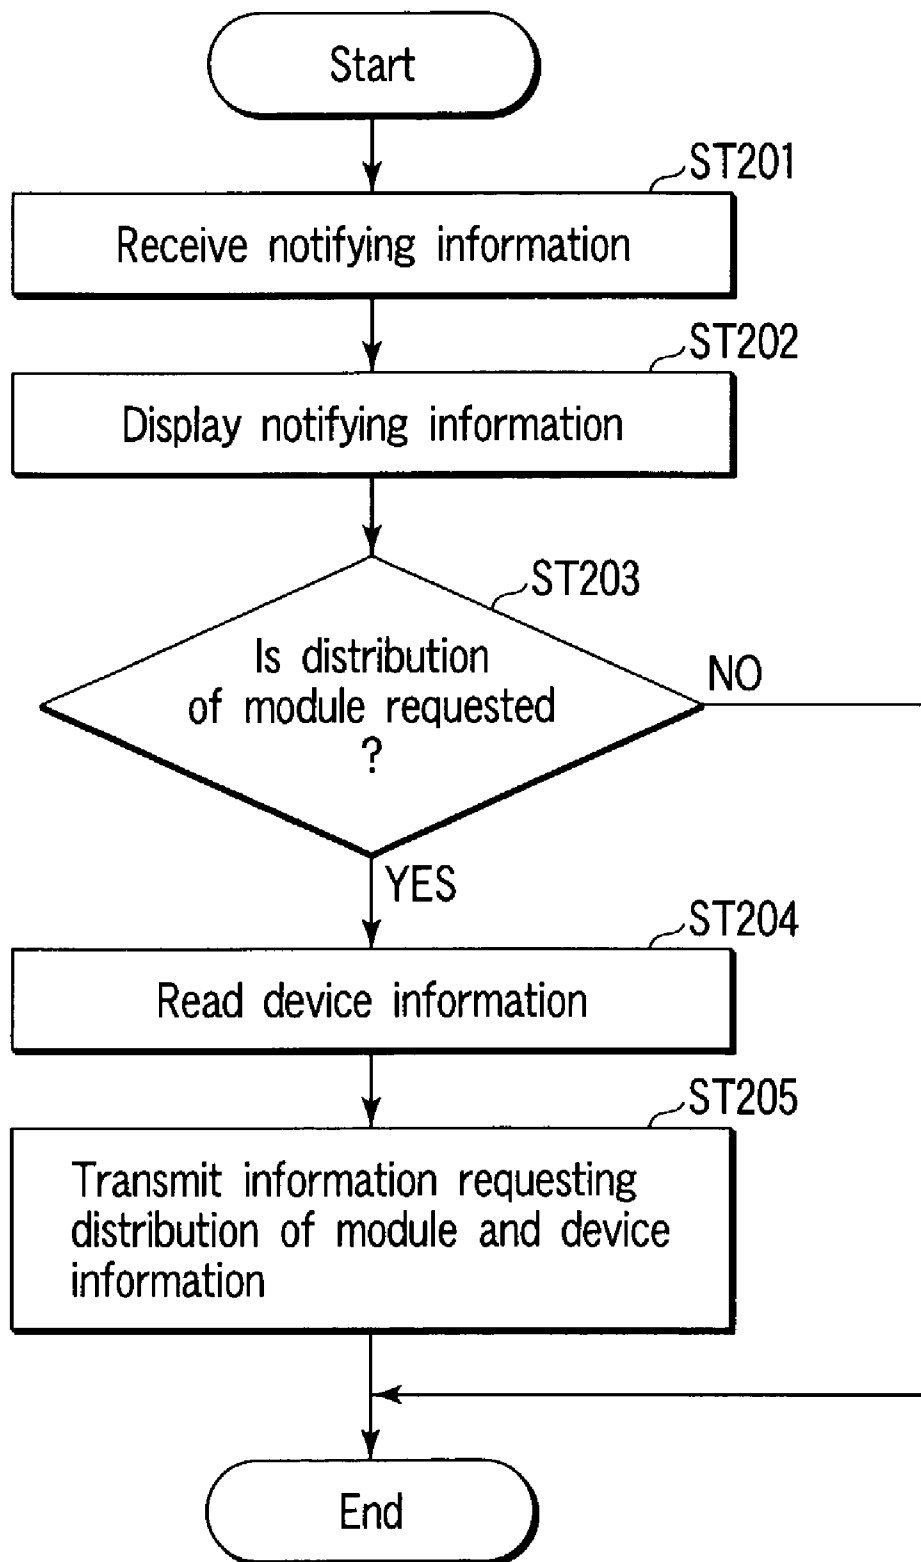 Start
ST201
Receive notifying information
ST202
Display notifying information
ST203
Is distribution
of module requested
?
NO
YES
ST204
Read device information
ST205
Transmit information requesting
distribution of module and device
information
End